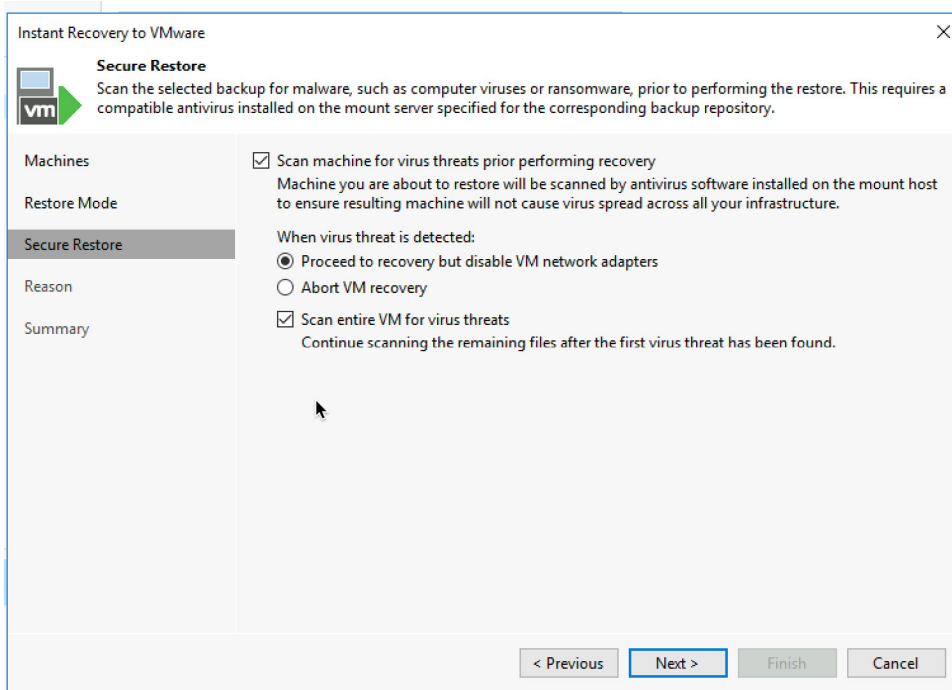 Instant Recovery to VMware
Secure Restore
Scan the selected backup for malware, such as computer viruses or ransomware, prior to performing the restore. This requires a
compatible antivirus installed on the mount server specified for the corresponding backup repository.
vm
Machines
Restore Mode
Secure Restore
Reason
Summary
Scan machine for virus threats prior performing recovery
Machine you are about to restore will be scanned by antivirus software installed on the mount host
to ensure resulting machine will not cause virus spread across all your infrastructure.
When virus threat is detected:
Proceed to recovery but disable VM network adapters
Abort VM recovery
Scan entire VM for virus threats
Continue scanning the remaining files after the first virus threat has been found.
< Previous
Next >
Finish
Cancel